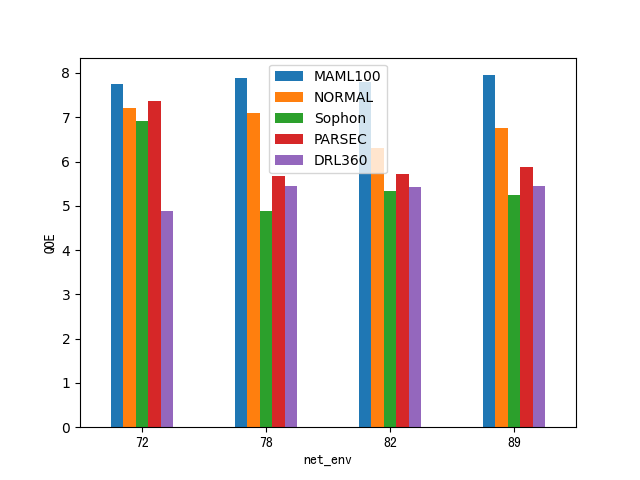 8
7
6
5
4
3
2
1
0
QOE
MAML100
NORMAL
Sophon
PARSEC
DRL360
72 78 82 89
net_env